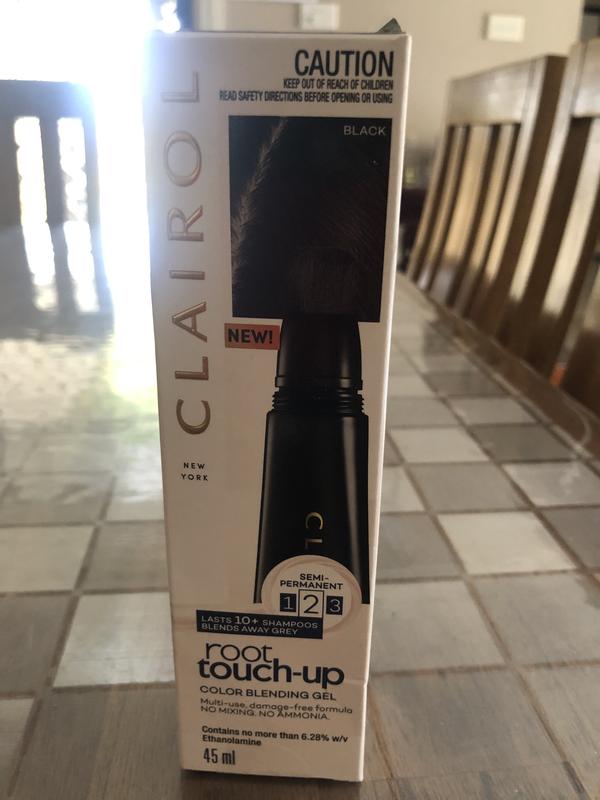 CAUTION
KEEP OUT OF REACH OF CHILDREN
READ SAFETY DIRECTIONS BEFORE OPENING OR USING
BLACK
CLAIROL
NEW
YORK
NEW!
CL
SEMI-
PERMANENT
1 2 3
LASTS 10+ SHAMPOOS
BLENDS AWAY GREY
root
touch-up
COLOR BLENDING GEL
Multi-use, damage-free formula
NO MIXING. NO AMMONIA.
Contains no more than 6.28% w/v
Ethanolamine
45 ml